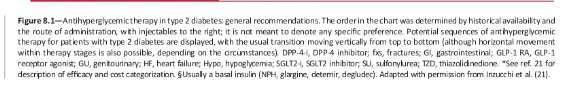 Figure 8.1—Antihyperglycemic therapy in type 2 diabetes: general recommendations. The order in the chart was determined by historical availability and
the route of administration, with injectables to the right; it is not meant to denote any specific preference. Potential sequences of antihyperglycemic
therapy for patients with type 2 diabetes are displayed, with the usual transition moving vertically from top to bottom (although horizontal movement
within therapy stages is also possible, depending on the circumstances). DPP-4-i, DPP-4 inhibitor; fxs, fractures; GI, gastrointestinal; GLP-1 RA, GLP-1
receptor agonist; GU, genitourinary; HF, heart failure; Hypo, hypoglycemia; SGLT2-i, SGLT2 inhibitor; SU, sulfonylurea; TZD, thiazolidinedione. *See ref. 21 for
description of efficacy and cost categorization. §Usually a basal insulin (NPH, glargine, detemir, degludec). Adapted with permission from Inzucchi et al. (21).